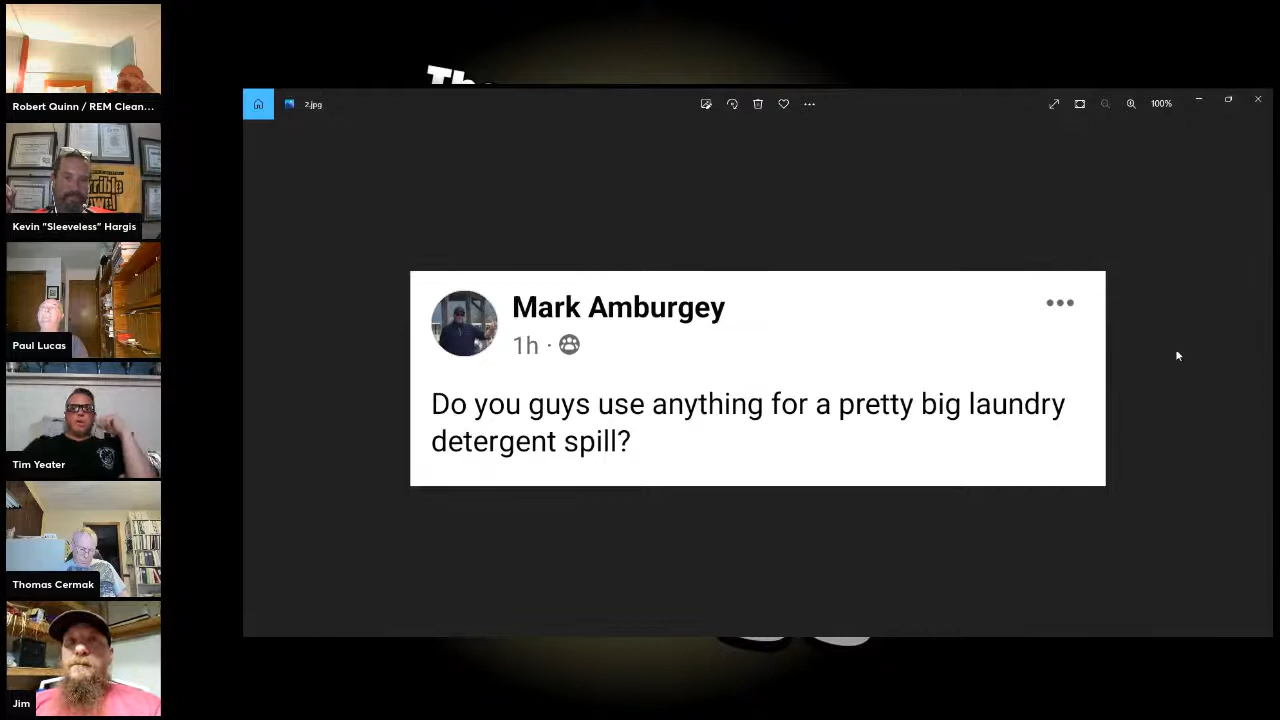 Robert Quinn / REM Clean...
Kevin "Sleeveless" Hargis
Paul Lucas
Tim Yeater
Thomas Cermak
Jim
The
2.jpg
100%
Mark Amburgey
1h ·
Do you guys use anything for a pretty big laundry
detergent spill?